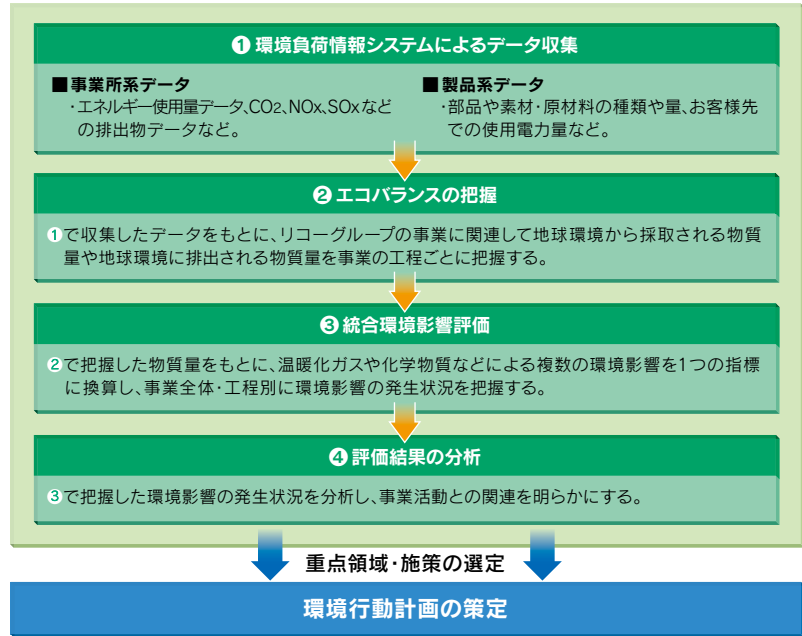 ❶環境負荷情報システムによるデータ収集
■事業所系データ
・エネルギー使用量データ、CO2、NOx、SOxなど
の排出物データなど。
■製品系データ
・部品や素材・原材料の種類や量、お客様先
での使用電力量など。
❷エコバランスの把握
①で収集したデータをもとに、リコーグループの事業に関連して地球環境から採取される物質
量や地球環境に排出される物質量を事業の工程ごとに把握する。
❸統合環境影響評価
②で把握した物質量をもとに、温暖化ガスや化学物質などによる複数の環境影響を1つの指標
に換算し、事業全体・工程別に環境影響の発生状況を把握する。
❹評価結果の分析
③で把握した環境影響の発生状況を分析し、事業活動との関連を明らかにする。
重点領域・施策の選定
環境行動計画の策定